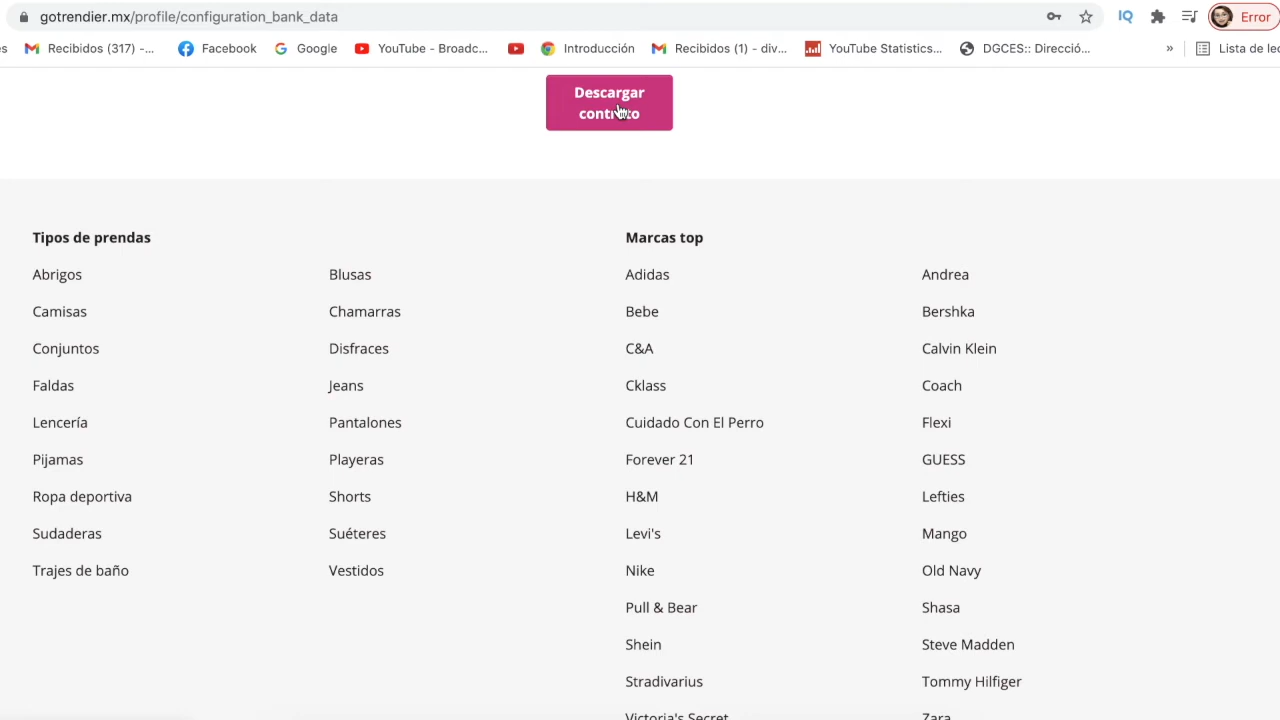 gotrendier.mx/profile/configuration_bank_data
Error
s
Recibidos (317) -...
Facebook
Google
YouTube - Broadc...
Introducción
Recibidos (1) - div...
YouTube Statistics...
DGCES:: Direcció...
»
Lista de lec
Descargar
contrato
Tipos de prendas
Marcas top
Abrigos
Blusas
Adidas
Andrea
Camisas
Chamarras
Bebe
Bershka
Conjuntos
Disfraces
C&A
Calvin Klein
Faldas
Jeans
Cklass
Coach
Lencería
Pantalones
Cuidado Con El Perro
Flexi
Pijamas
Playeras
Forever 21
GUESS
Ropa deportiva
Shorts
H&M
Lefties
Sudaderas
Suéteres
Levi's
Mango
Trajes de baño
Vestidos
Nike
Old Navy
Pull & Bear
Shasa
Shein
Steve Madden
Stradivarius
Tommy Hilfiger
Victoria's Secret
Zara